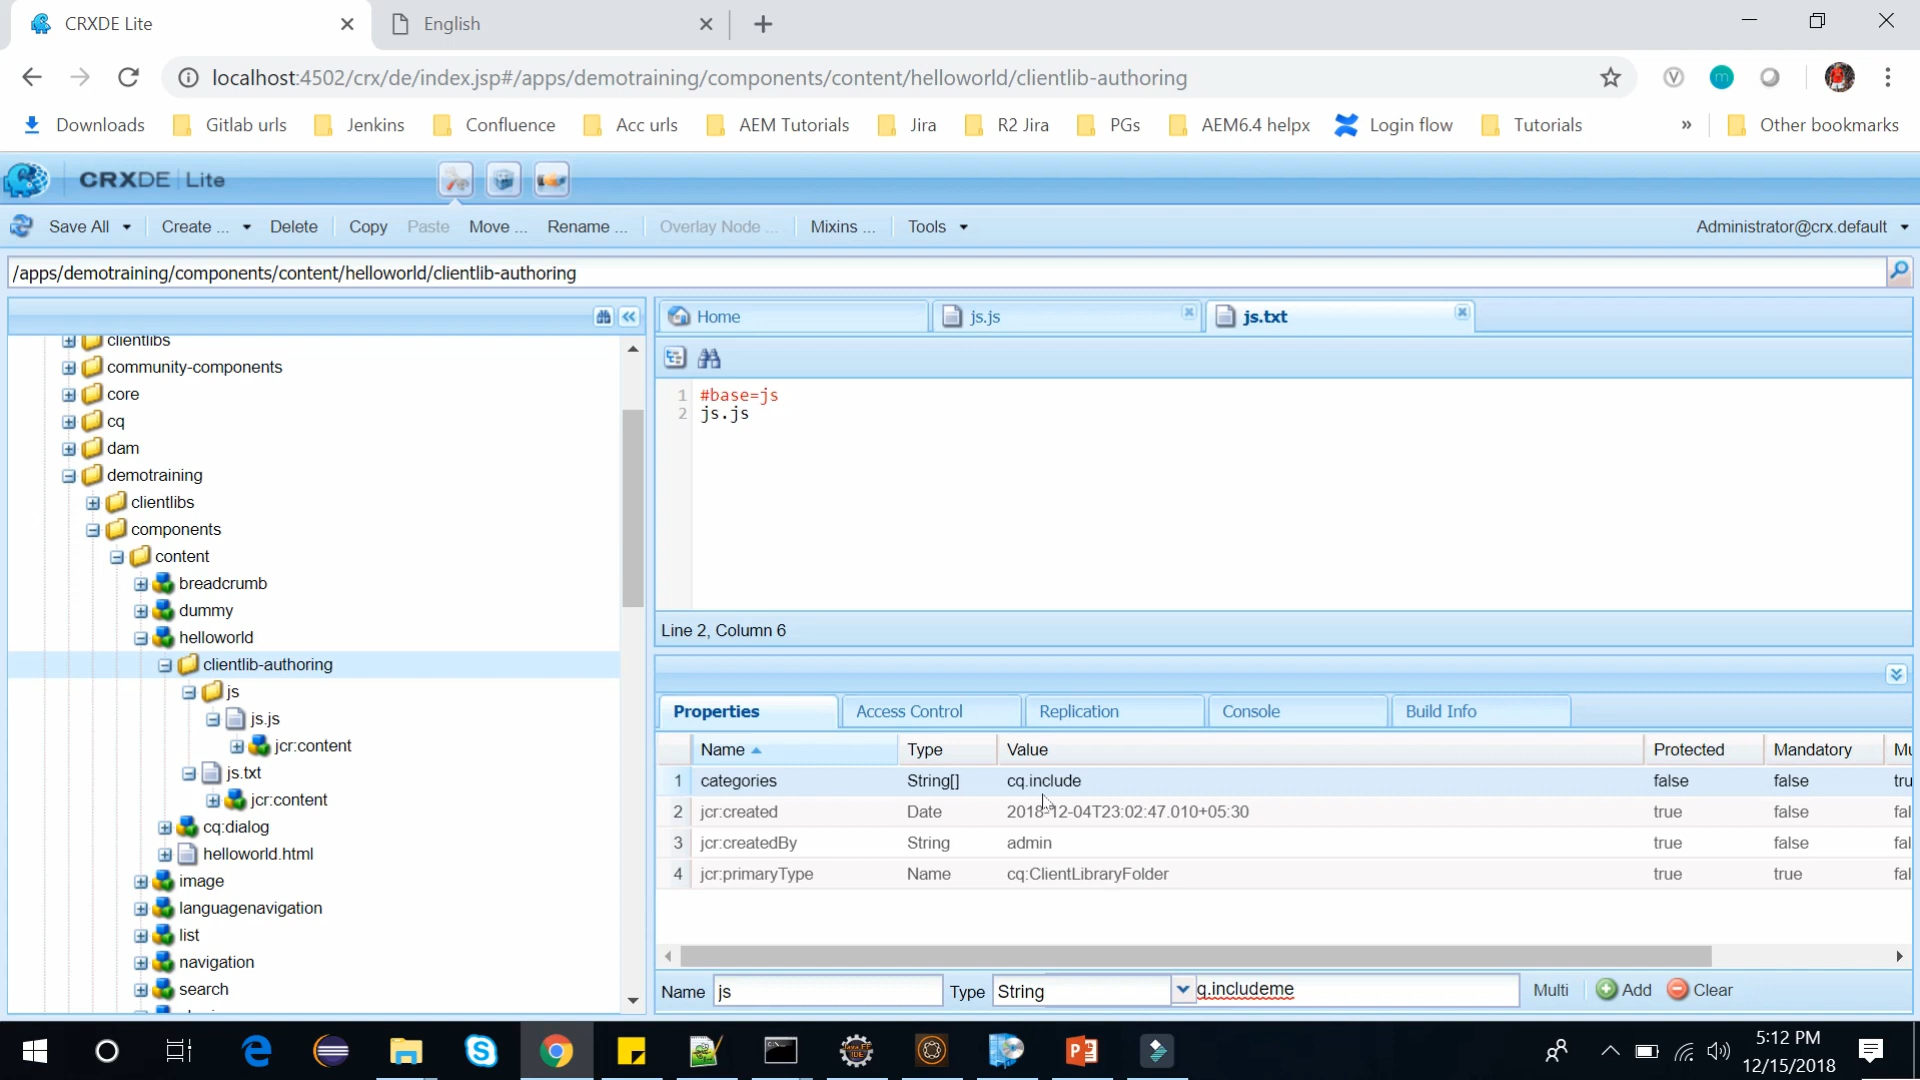 CRXDE Lite
English
localhost:4502/crx/de/index.jsp#/apps/demotraining/components/content/helloworld/clientlib-authoring
Downloads
Gitlab urls
Jenkins
Confluence
Acc urls
AEM Tutorials
Jira
R2 Jira
PGs
AEM6.4 helpx
Login flow
Tutorials
»
Other bookmarks
CRXDE | Lite
Save All
Create ...
Delete
Copy
Paste
Move ...
Rename ...
Overlay Node ...
Mixins ...
Tools
Administrator@crx.default
/apps/demotraining/components/content/helloworld/clientlib-authoring
clientlibs
community-components
core
cq
dam
demotraining
clientlibs
components
content
breadcrumb
dummy
helloworld
clientlib-authoring
js
js.js
jcr:content
js.txt
jcr:content
cq:dialog
helloworld.html
image
languagenavigation
list
navigation
search
Home
js.js
js.txt
1 #base=js
2 js.js
Line 2, Column 6
Properties
Access Control
Replication
Console
Build Info
Name Type Value Protected Mandatory Mu
1 categories String[] cq.include false false tru
2 jcr:created Date 2018-12-04T23:02:47.010+05:30 true false fal
3 jcr:createdBy String admin true false fal
4 jcr:primaryType Name cq:ClientLibraryFolder true true fal
Name js Type String q.includeme Multi Add Clear
5:12 PM
12/15/2018